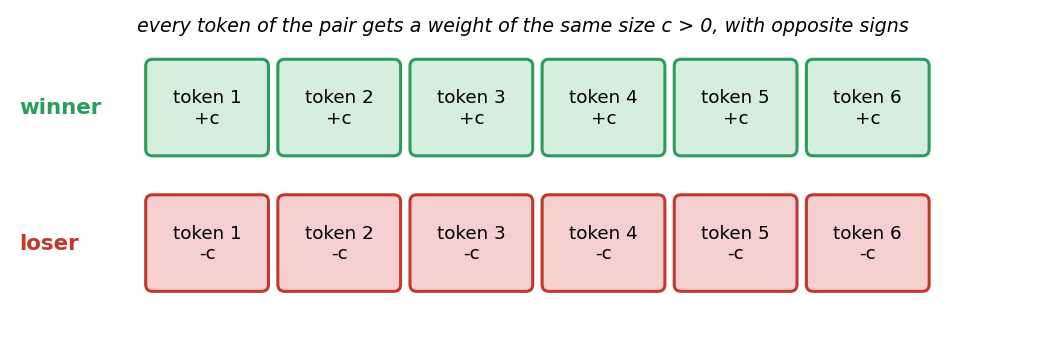 every token of the pair gets a weight of the same size c > 0, with opposite signs
winner
token 1
+c
token 2
+c
token 3
+c
token 4
+c
token 5
+c
token 6
+c
loser
token 1
-c
token 2
-c
token 3
-c
token 4
-c
token 5
-c
token 6
-c